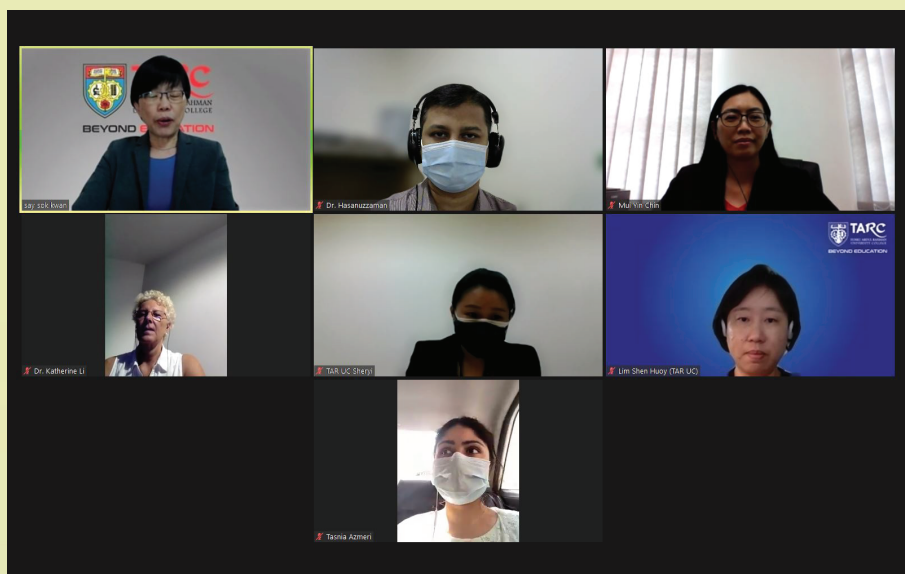 TARC
BEYOND EDUCATION
say sok kwan
Dr. Hasanuzzaman
Mui Yin Chin
Dr. Katherine Li
TAR UC Sheryi
TARC
BEYOND EDUCATION
Lim Shen Huoy (TAR UC)
Tasnia Azmeri